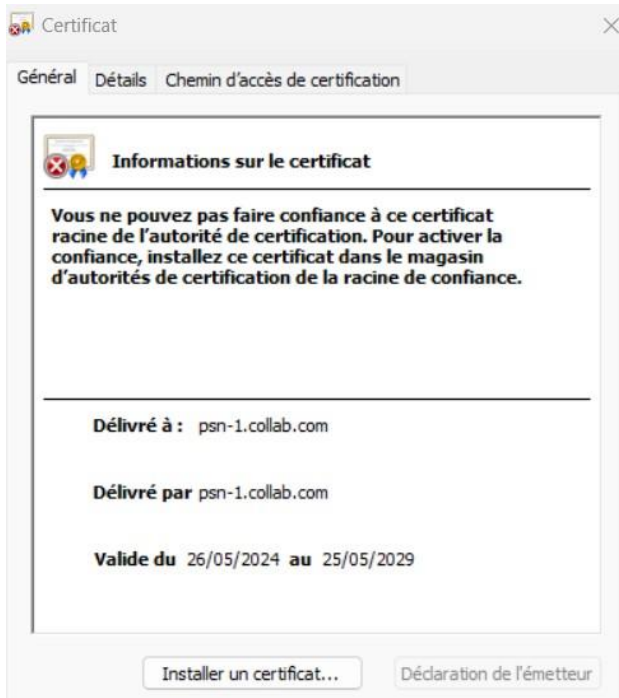 Certificat
Général Détails Chemin d'accès de certification
Informations sur le certificat
Vous ne pouvez pas faire confiance à ce certificat
racine de l'autorité de certification. Pour activer la
confiance, installez ce certificat dans le magasin
d'autorités de certification de la racine de confiance.
Délivré à : psn-1.collab.com
Délivré par psn-1.collab.com
Valide du 26/05/2024 au 25/05/2029
Installer un certificat... Déclaration de l'émetteur